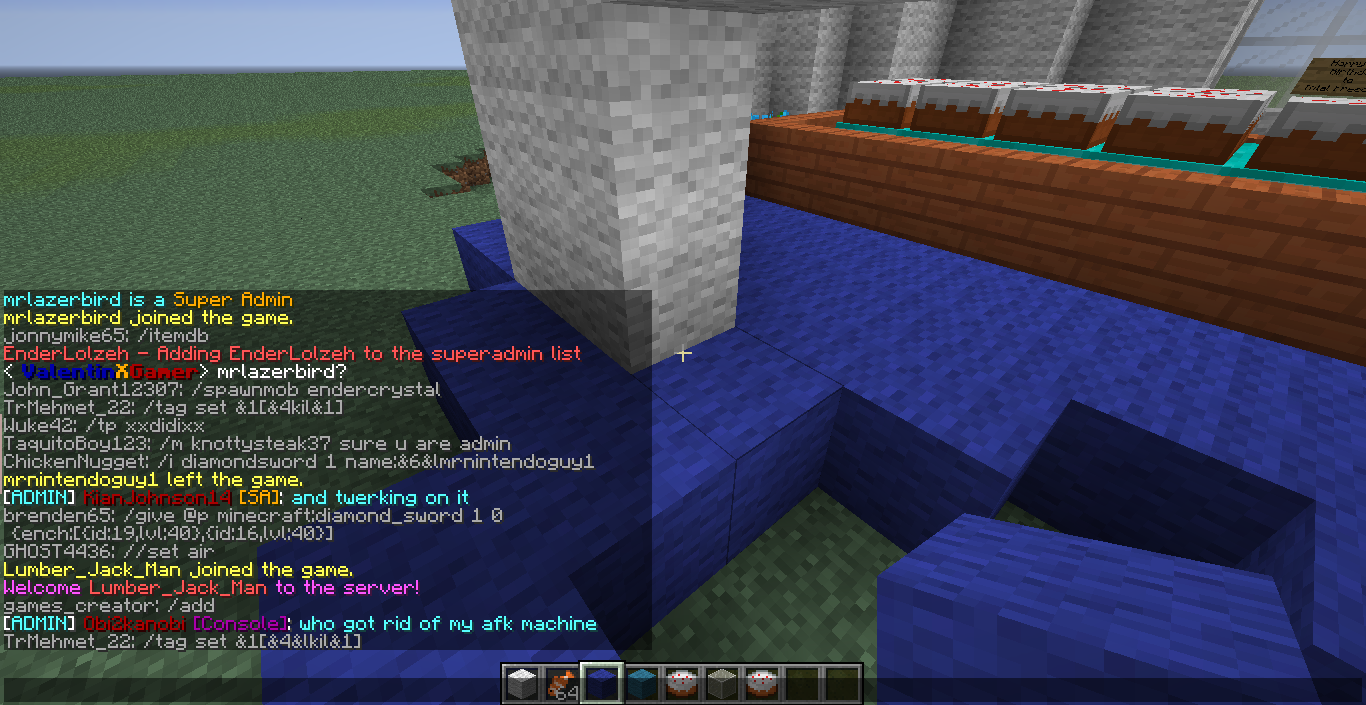 Happy
Birthday
to
Total Freedom
mrlazerbird is a Super Admin
mrlazerbird joined the game.
jonnymike65: /itemdb
EnderLolzeh - Adding EnderLolzeh to the superadmin list
< ValentinXGamer> mrlazerbird?
John_Grant12307: /spawnmob endercrystal
TrMehmet_22: /tag set &1[&4kil&1]
Wuke42: /tp xxdidixx
TaquitoBoy123: /m knottysteak37 sure u are admin
ChickenNugget: /i diamondsword 1 name:&6&lmrnintendoguy1
mrnintendoguy1 left the game.
[ADMIN] KianJohnson14 [SA]: and twerking on it
brenden65: /give @p minecraft:diamond_sword 1 0
{ench:[{id:19,lvl:40},{id:16,lvl:40}]
GHOST4436: //set air
Lumber_Jack_Man joined the game.
Welcome Lumber_Jack_Man to the server!
games_creator: /add
[ADMIN] Obi2kanobi [Console]: who got rid of my afk machine
TrMehmet_22: /tag set &1[&4&lkil&1]
64